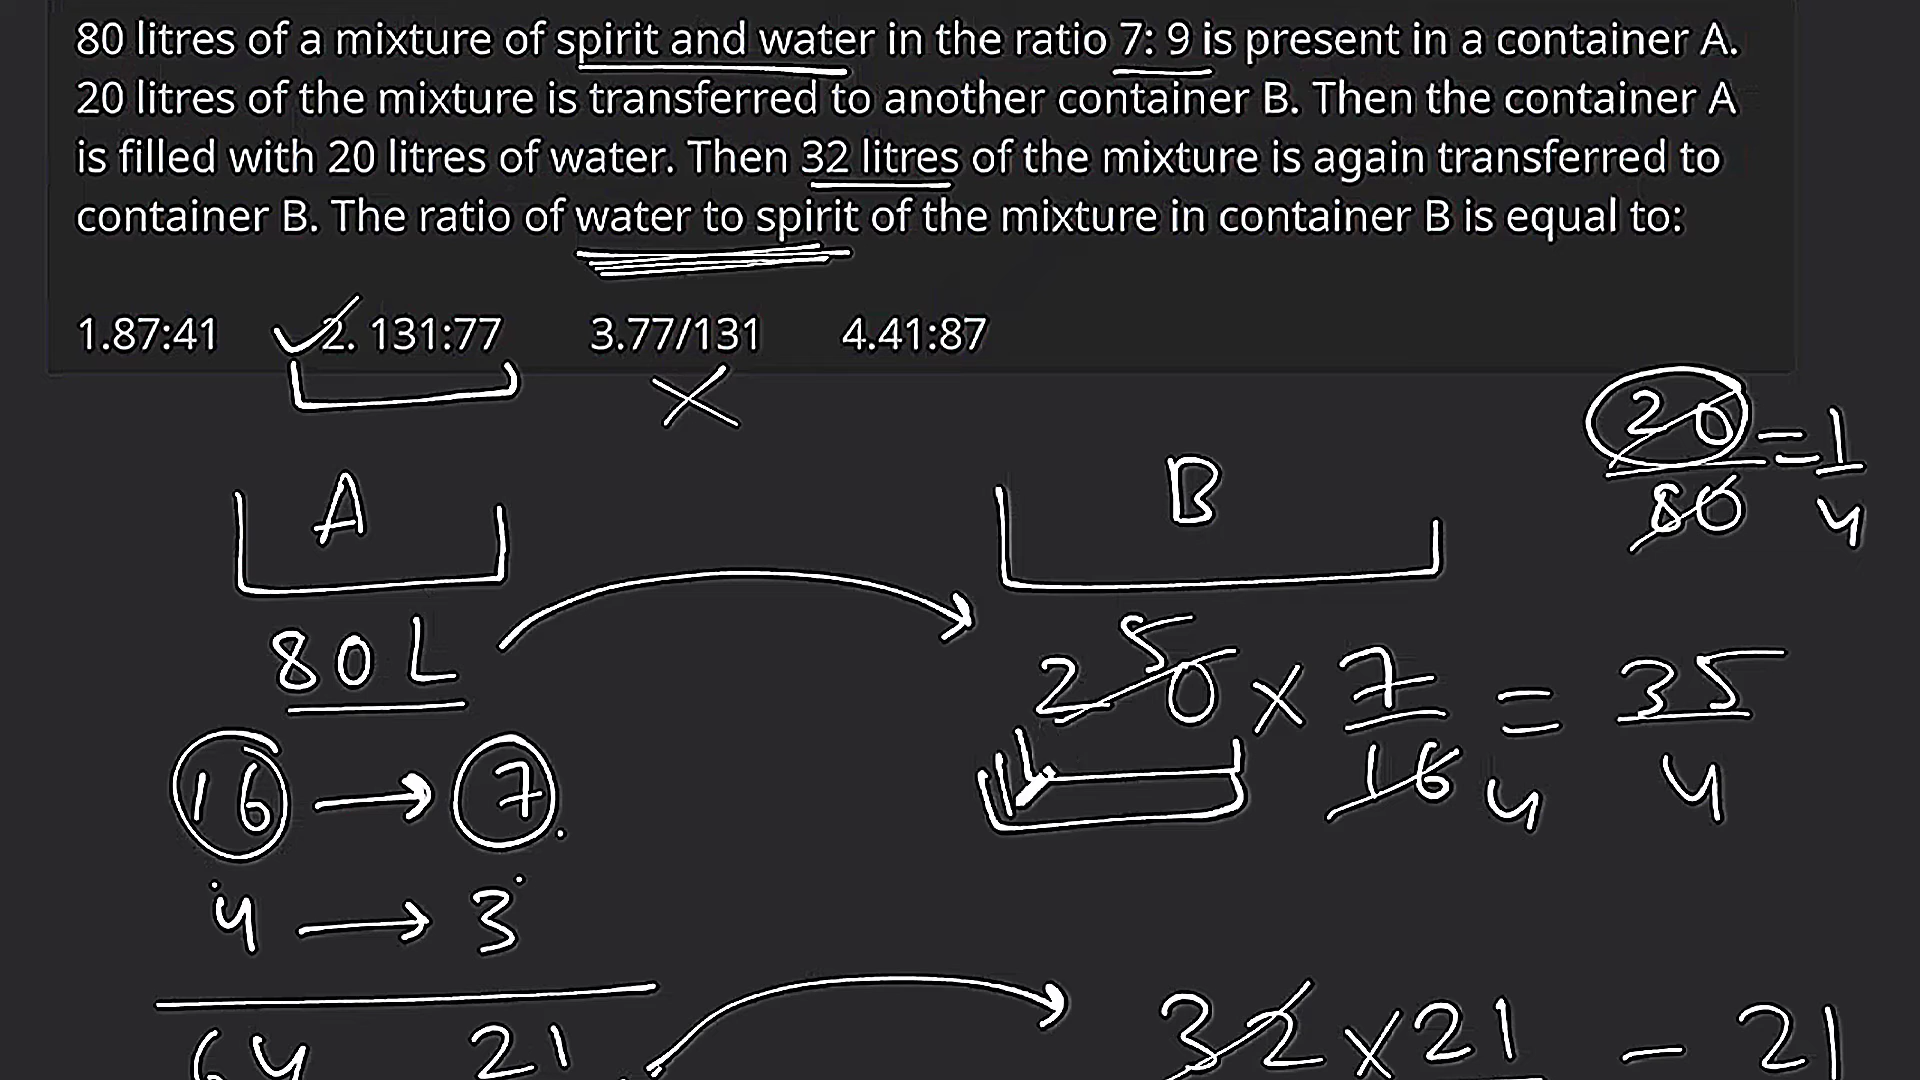 80 litres of a mixture of spirit and water in the ratio 7: 9 is present in a container A.
20 litres of the mixture is transferred to another container B. Then the container A
is filled with 20 litres of water. Then 32 litres of the mixture is again transferred to
container B. The ratio of water to spirit of the mixture in container B is equal to:
1.87:41 2. 131:77 3.77/131 4.41:87
A B 20/80 = 1/4
80 L 20 5 × 7/16 4 = 35/4
16 → 7
4 → 3
64 21 32 × 21 - 21